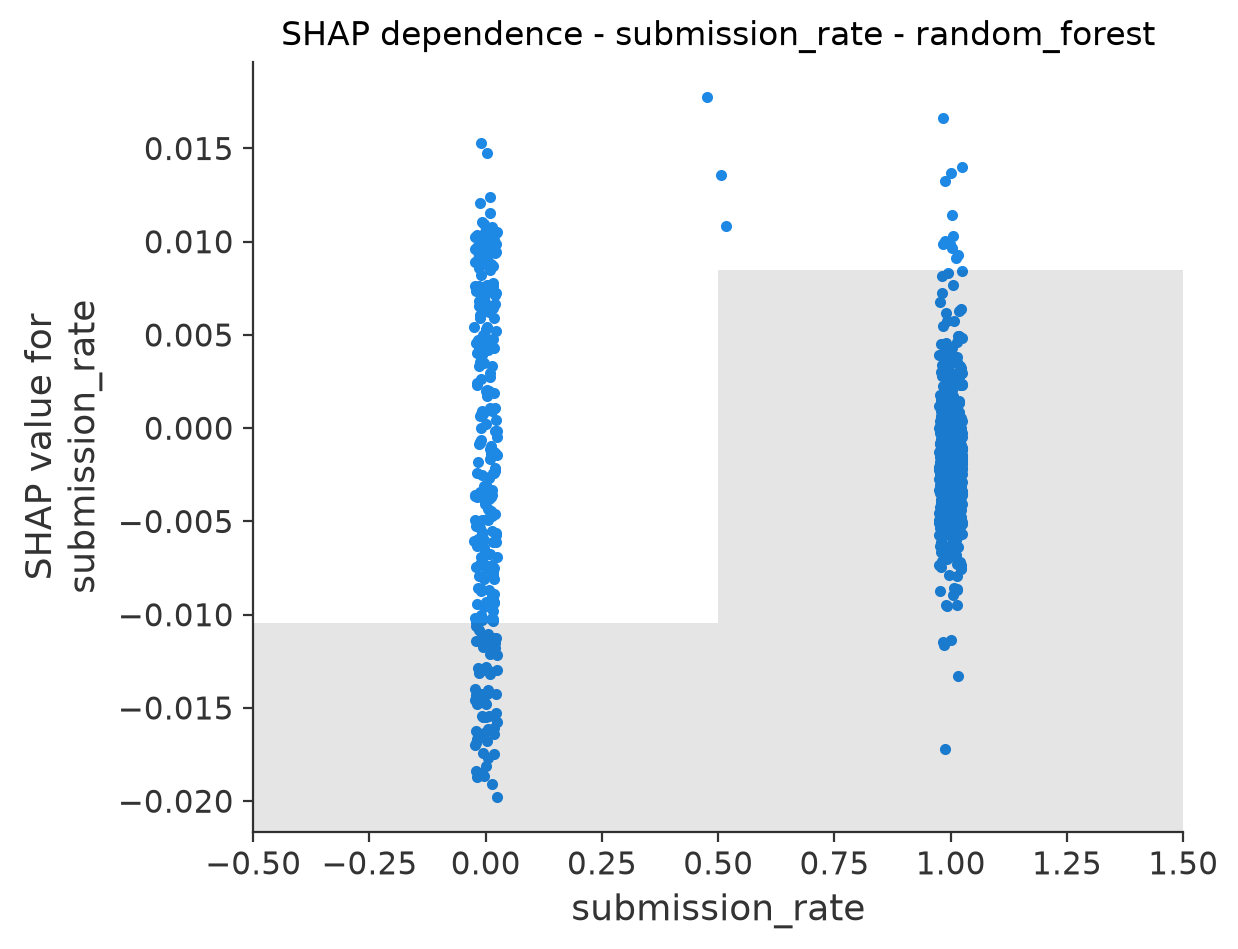 SHAP dependence - submission_rate - random_forest
0.015
0.010
0.005
0.000
−0.005
−0.010
−0.015
−0.020
SHAP value for
submission_rate
−0.50 −0.25 0.00 0.25 0.50 0.75 1.00 1.25 1.50
submission_rate